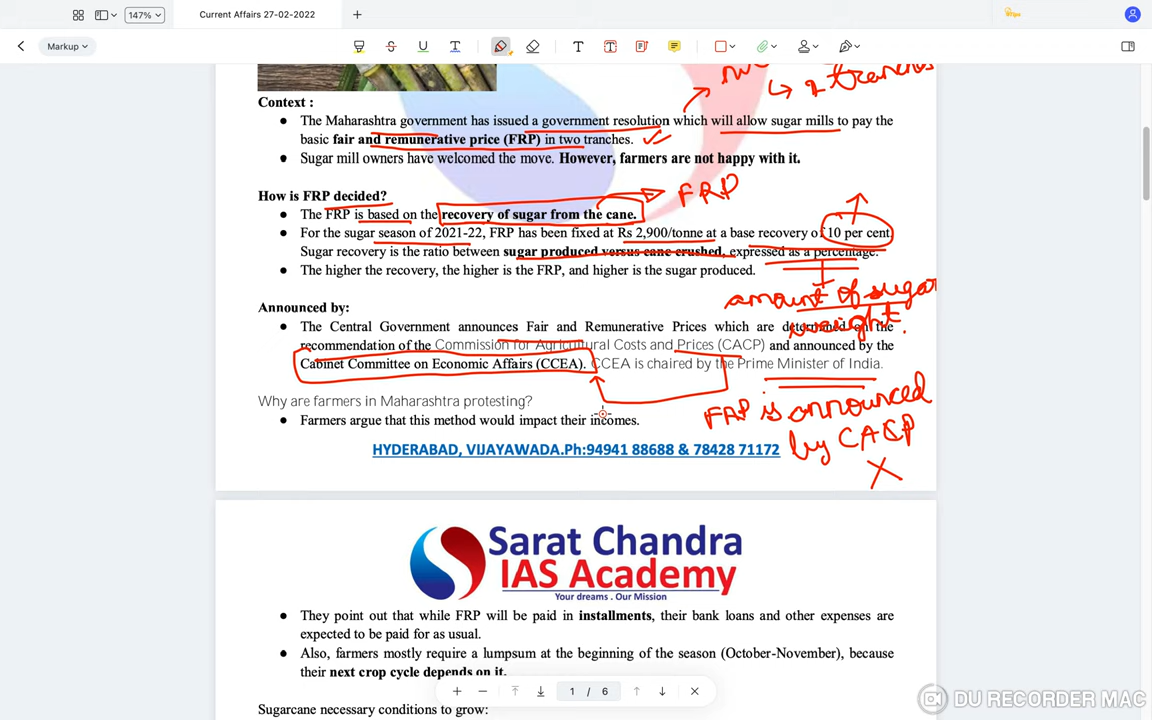 147%
Current Affairs 27-02-2022
Markup
2 tranches
Context :
The Maharashtra government has issued a government resolution which will allow sugar mills to pay the
basic fair and remunerative price (FRP) in two tranches.
Sugar mill owners have welcomed the move. However, farmers are not happy with it.
How is FRP decided?
FRP
The FRP is based on the recovery of sugar from the cane.
For the sugar season of 2021-22, FRP has been fixed at Rs 2,900/tonne at a base recovery of 10 per cent.
Sugar recovery is the ratio between sugar produced versus cane crushed, expressed as a percentage.
The higher the recovery, the higher is the FRP, and higher is the sugar produced.
amount of sugar
weight.
Announced by:
The Central Government announces Fair and Remunerative Prices which are determined on the
recommendation of the Commission for Agricultural Costs and Prices (CACP) and announced by the
Cabinet Committee on Economic Affairs (CCEA). CCEA is chaired by the Prime Minister of India.
FRP is announced
by CACP
X
Why are farmers in Maharashtra protesting?
Farmers argue that this method would impact their incomes.
HYDERABAD, VIJAYAWADA.Ph:94941 88688 & 78428 71172
Sarat Chandra
IAS Academy
Your dreams . Our Mission
They point out that while FRP will be paid in installments, their bank loans and other expenses are
expected to be paid for as usual.
Also, farmers mostly require a lumpsum at the beginning of the season (October-November), because
their next crop cycle depends on it.
1 / 6
Sugarcane necessary conditions to grow:
DU RECORDER MAC